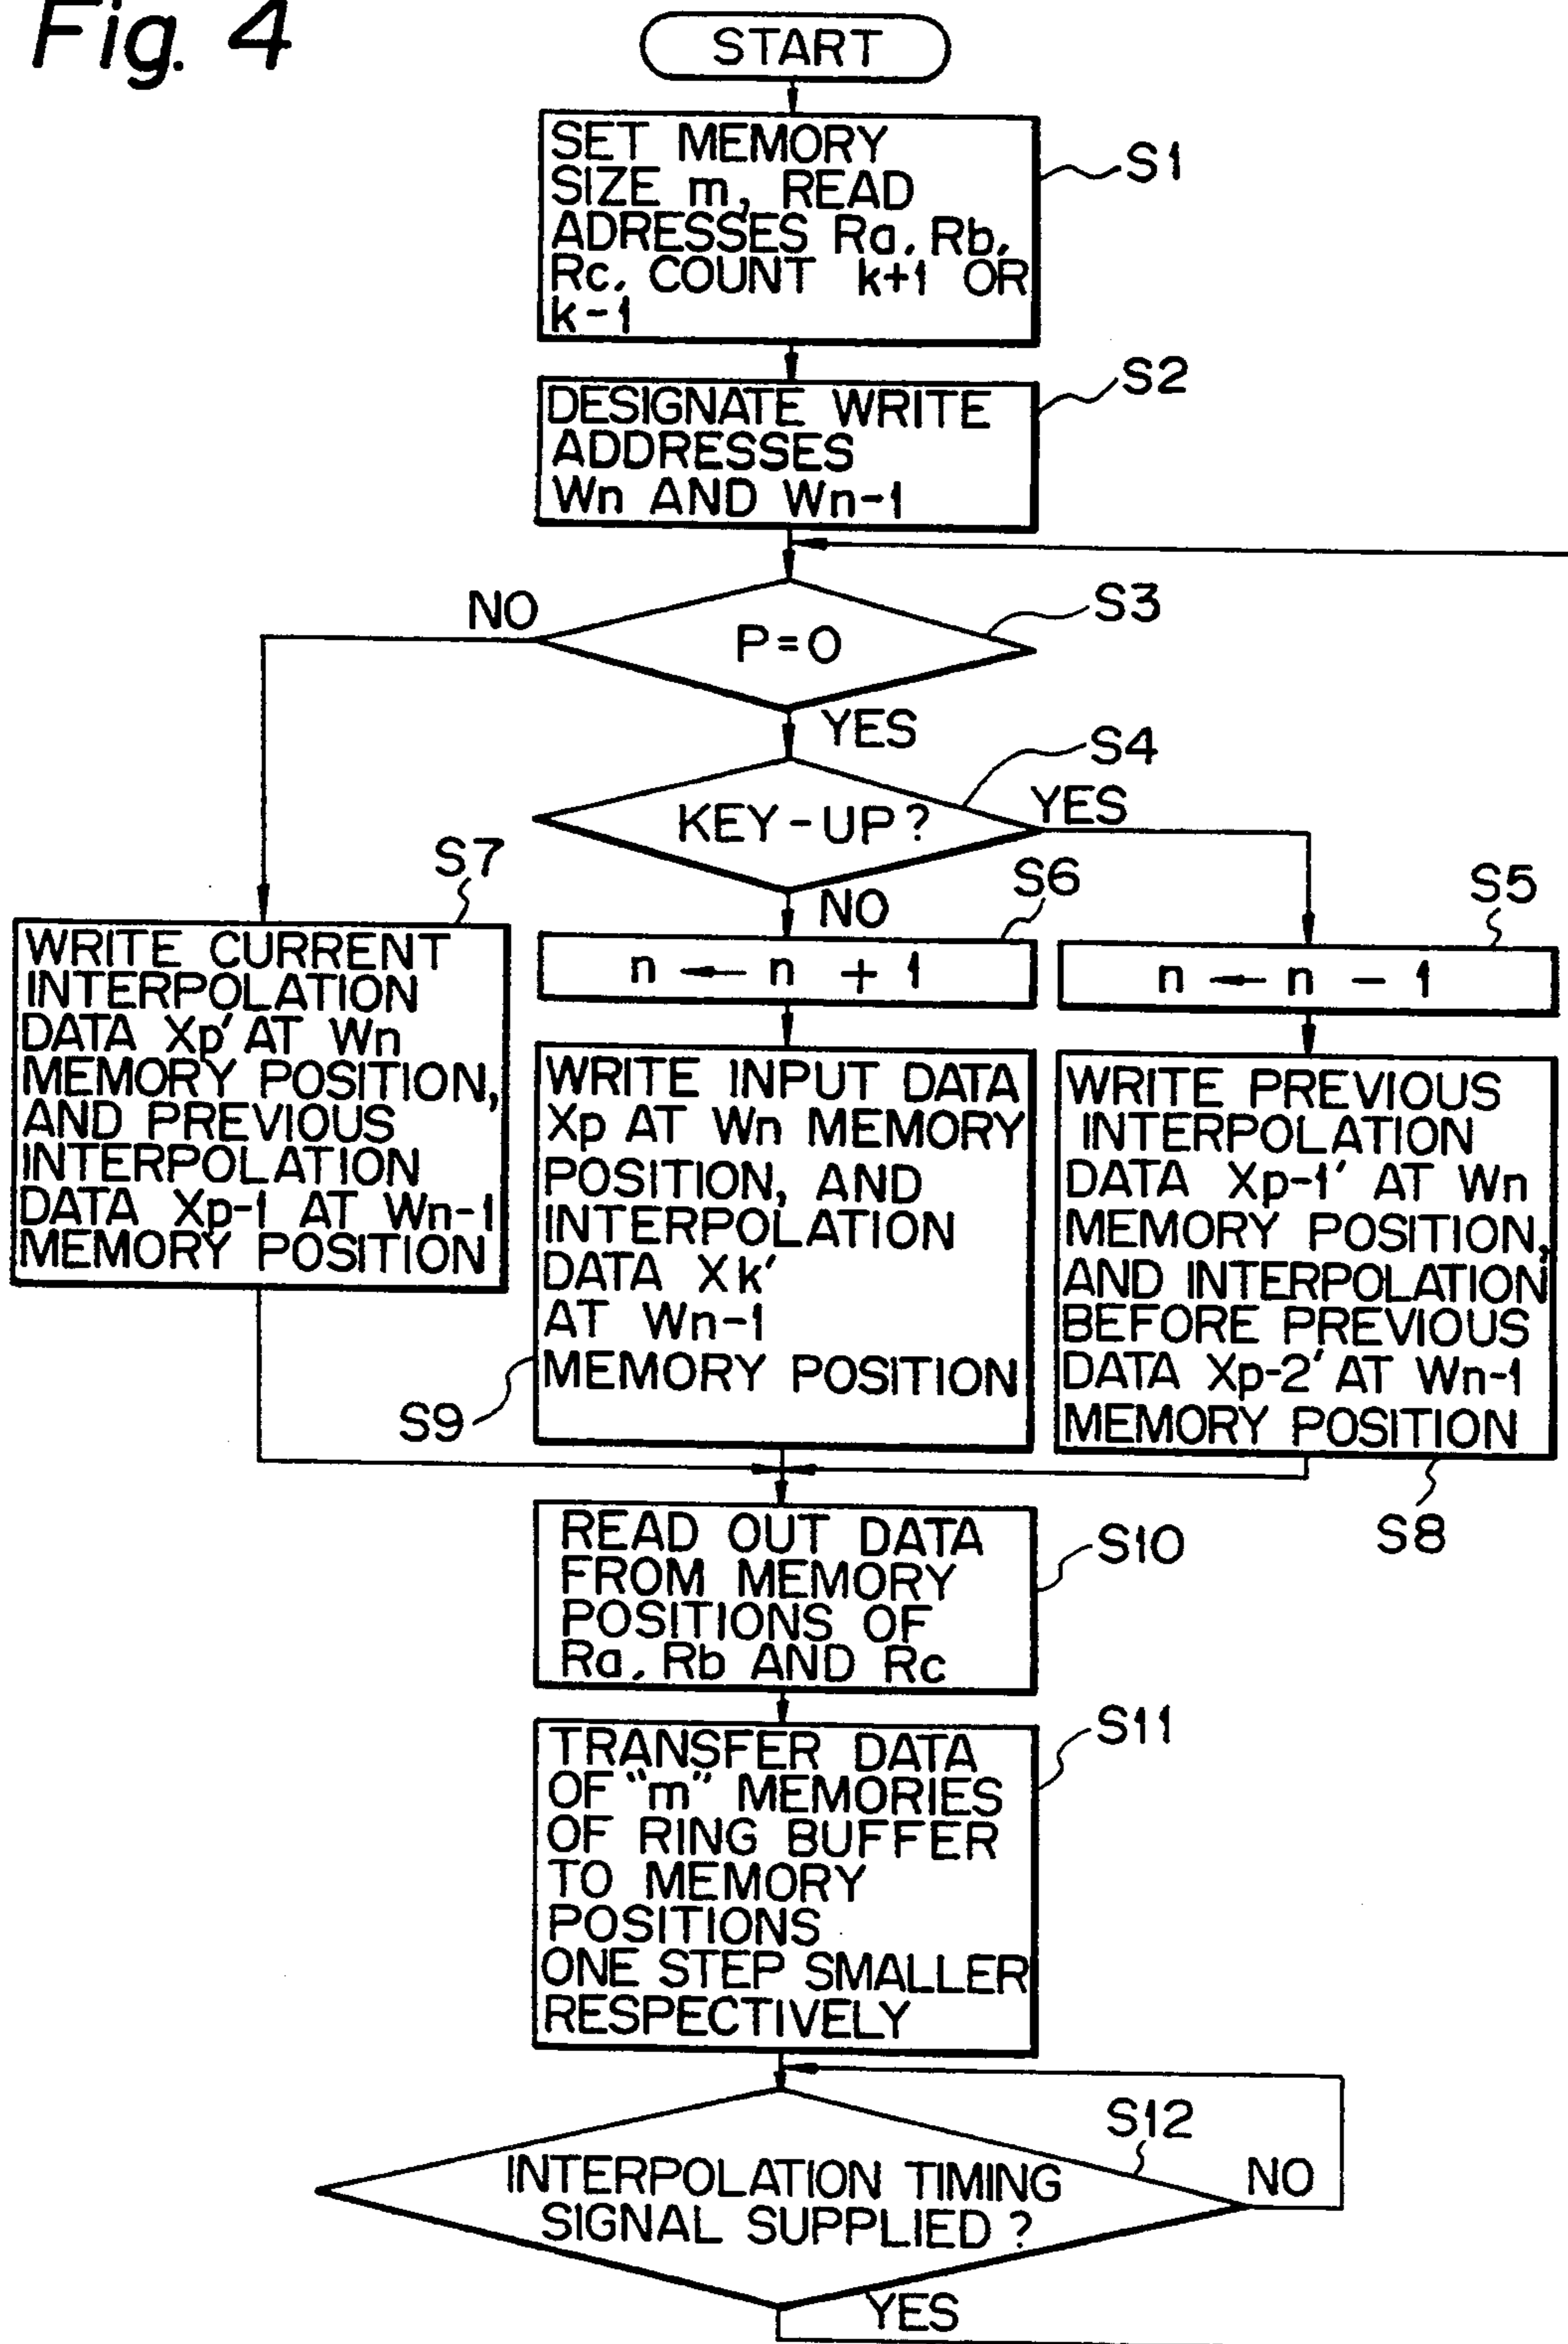 Fig. 4
START
SET MEMORY
SIZE m, READ
ADRESSES Ra, Rb,
Rc, COUNT k+1 OR
k-1
S1
DESIGNATE WRITE
ADDRESSES
Wn AND Wn-1
S2
NO
P=0
S3
YES
S4
KEY-UP?
YES
NO
S7
WRITE CURRENT
INTERPOLATION
DATA Xp' AT Wn
MEMORY POSITION,
AND PREVIOUS
INTERPOLATION
DATA Xp-1 AT Wn-1
MEMORY POSITION
S6
n ← n + 1
S5
n ← n - 1
WRITE INPUT DATA
Xp AT Wn MEMORY
POSITION, AND
INTERPOLATION
DATA Xk'
AT Wn-1
MEMORY POSITION
S9
WRITE PREVIOUS
INTERPOLATION
DATA Xp-1' AT Wn
MEMORY POSITION,
AND INTERPOLATION
BEFORE PREVIOUS
DATA Xp-2' AT Wn-1
MEMORY POSITION
S8
READ OUT DATA
FROM MEMORY
POSITIONS OF
Ra, Rb AND Rc
S10
TRANSFER DATA
OF "m" MEMORIES
OF RING BUFFER
TO MEMORY
POSITIONS
ONE STEP SMALLER
RESPECTIVELY
S11
S12
INTERPOLATION TIMING
SIGNAL SUPPLIED?
NO
YES